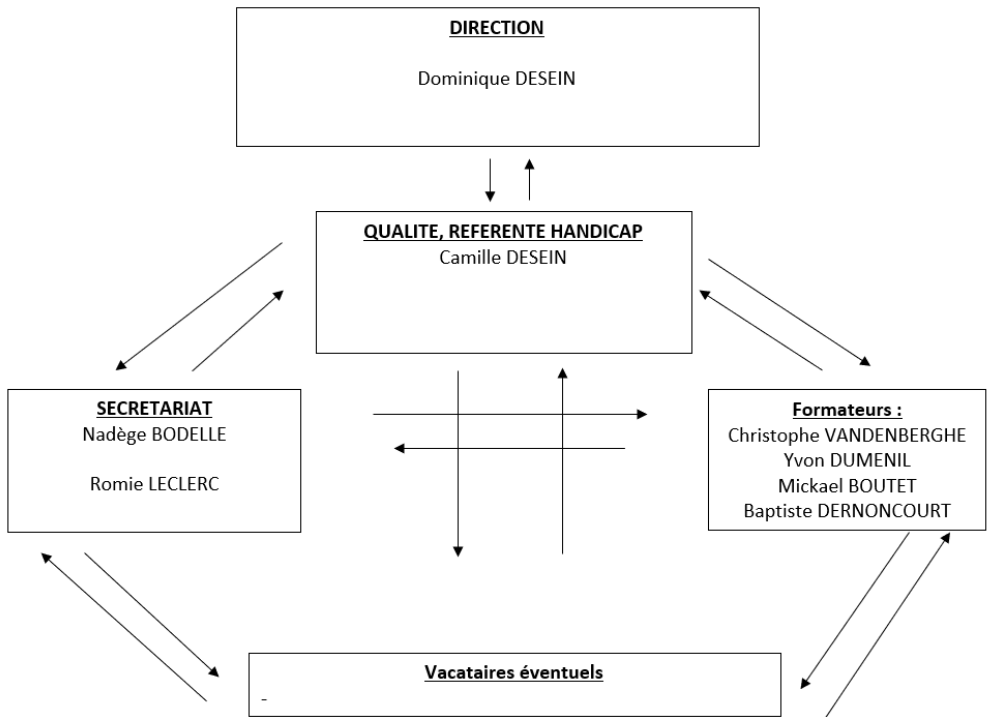 DIRECTION
Dominique DESEIN
QUALITE, REFERENTE HANDICAP
Camille DESEIN
SECRETARIAT
Nadège BODELLE
Romie LECLERC
Formateurs :
Christophe VANDENBERGHE
Yvon DUMENIL
Mickael BOUTET
Baptiste DERNONCOURT
Vacataires éventuels
-